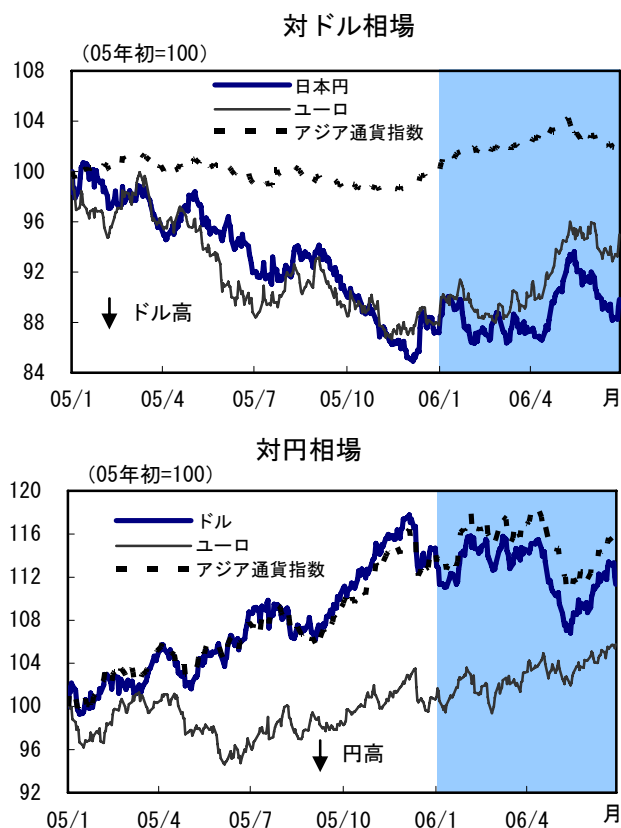 対ドル相場
（05年初=100）
108
104
100
96
92
88
84
日本円
ユーロ
アジア通貨指数
ドル高
05/1 05/4 05/7 05/10 06/1 06/4 月
対円相場
（05年初=100）
120
116
112
108
104
100
96
92
ドル
ユーロ
アジア通貨指数
円高
05/1 05/4 05/7 05/10 06/1 06/4 月